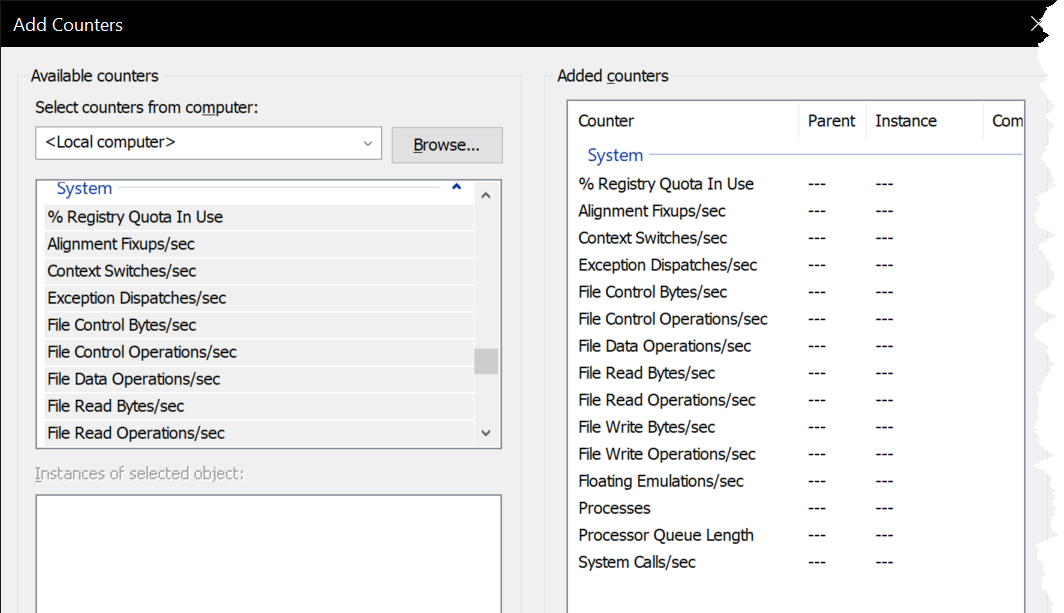 Add Counters
Available counters
Select counters from computer:
<Local computer>
Browse...
System
% Registry Quota In Use
Alignment Fixups/sec
Context Switches/sec
Exception Dispatches/sec
File Control Bytes/sec
File Control Operations/sec
File Data Operations/sec
File Read Bytes/sec
File Read Operations/sec
Instances of selected object:
Added counters
Counter Parent Instance Com
System
% Registry Quota In Use --- ---
Alignment Fixups/sec --- ---
Context Switches/sec --- ---
Exception Dispatches/sec --- ---
File Control Bytes/sec --- ---
File Control Operations/sec --- ---
File Data Operations/sec --- ---
File Read Bytes/sec --- ---
File Read Operations/sec --- ---
File Write Bytes/sec --- ---
File Write Operations/sec --- ---
Floating Emulations/sec --- ---
Processes --- ---
Processor Queue Length --- ---
System Calls/sec --- ---